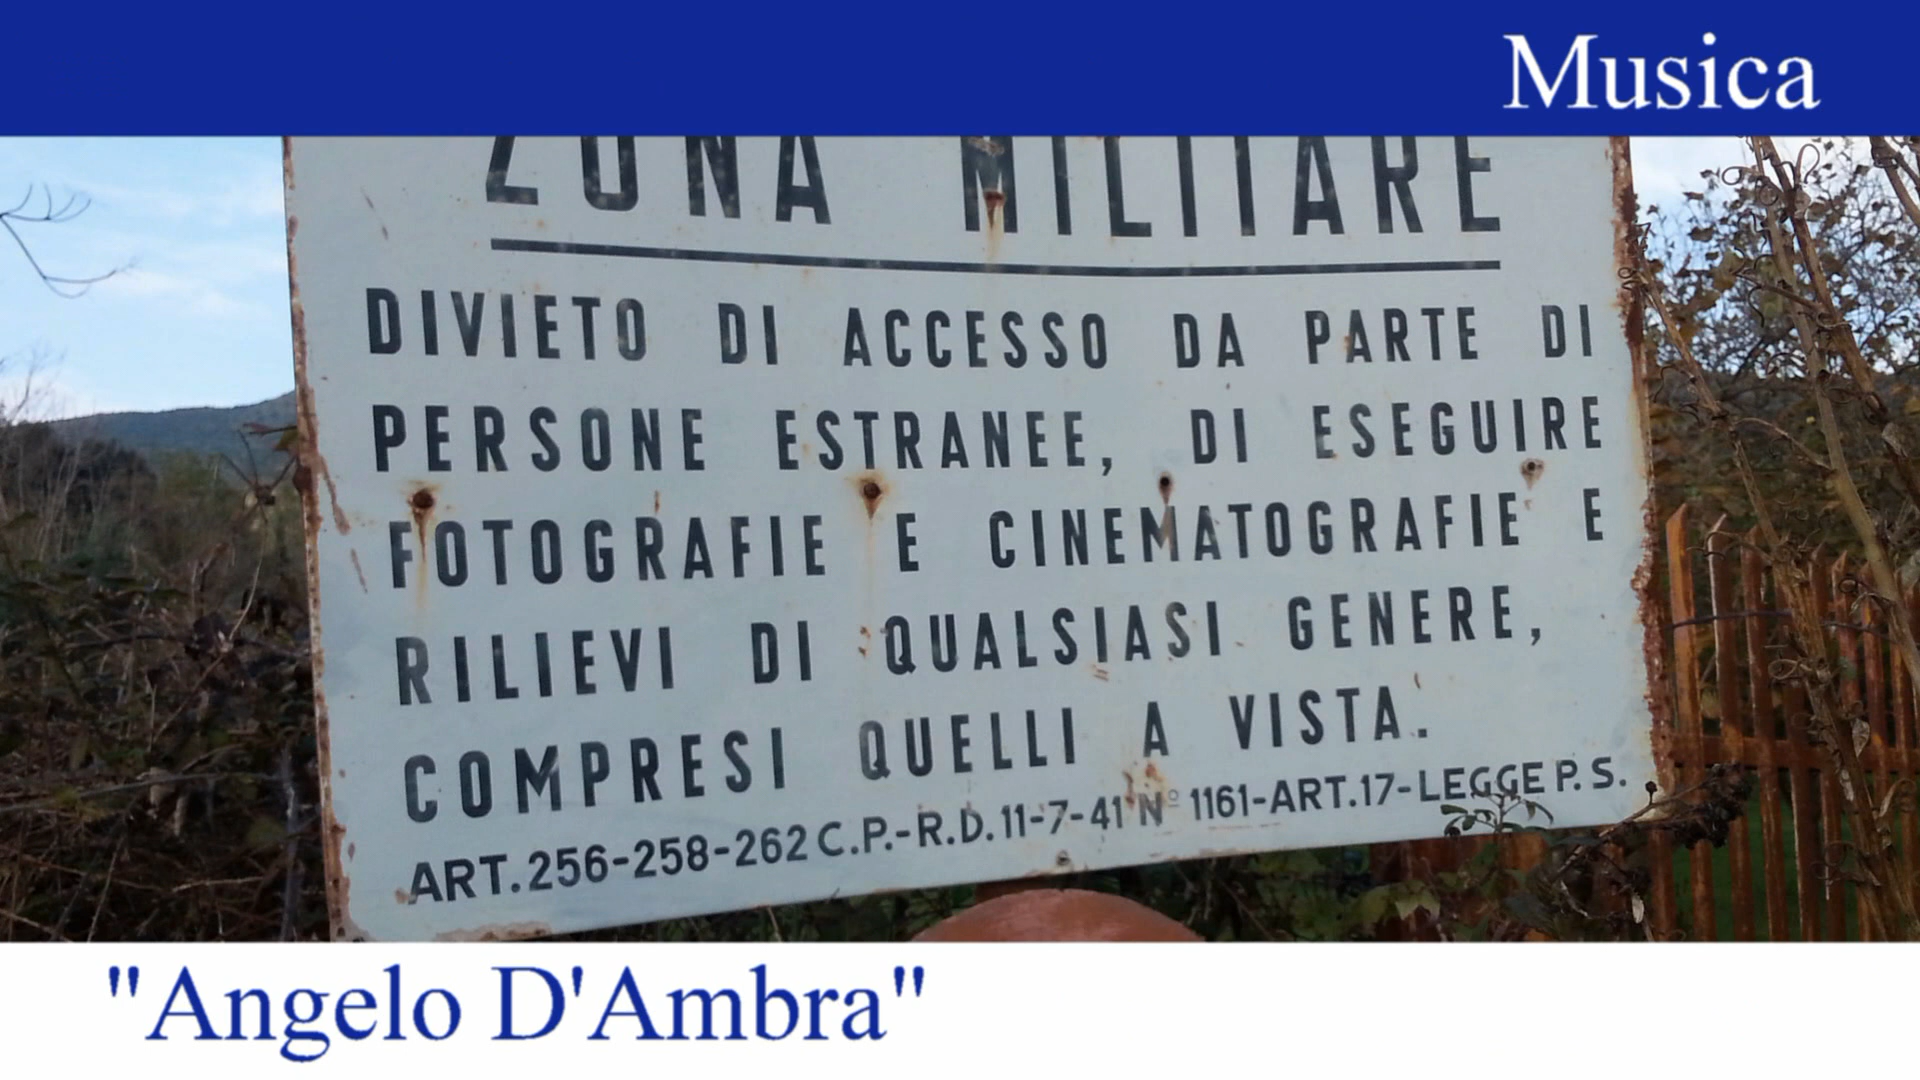 Musica
ZONA MILITARE
DIVIETO DI ACCESSO DA PARTE DI
PERSONE ESTRANEE, DI ESEGUIRE
FOTOGRAFIE E CINEMATOGRAFIE E
RILIEVI DI QUALSIASI GENERE,
COMPRESI QUELLI A VISTA.
ART. 256-258-262 C.P.-R.D. 11-7-41 Nº 1161-ART.17-LEGGE P. S.
"Angelo D'Ambra"